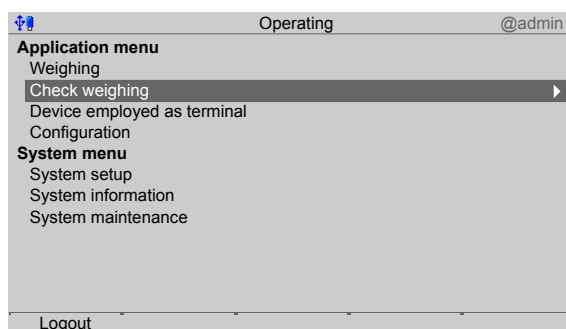 Operating @admin
Application menu
Weighing
Check weighing
Device employed as terminal
Configuration
System menu
System setup
System information
System maintenance
Logout